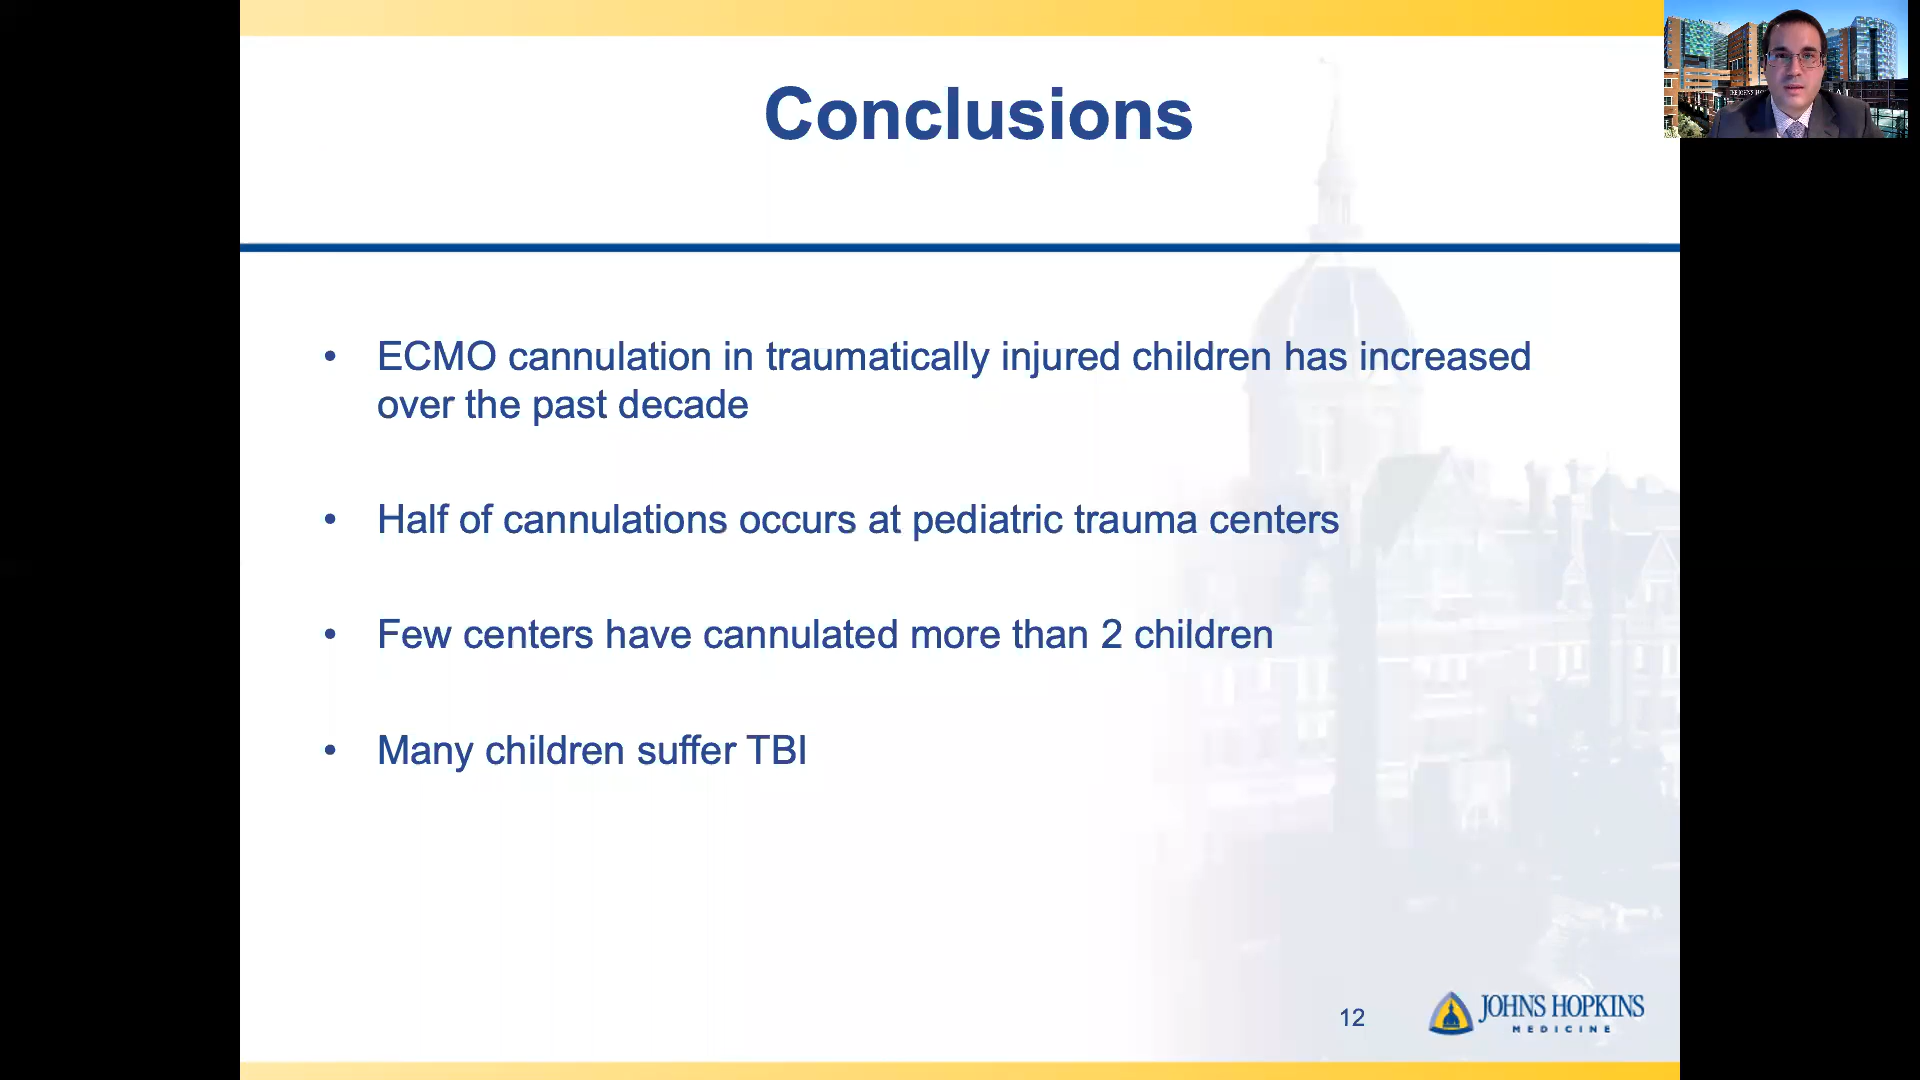 Conclusions
• ECMO cannulation in traumatically injured children has increased
over the past decade
• Half of cannulations occurs at pediatric trauma centers
• Few centers have cannulated more than 2 children
• Many children suffer TBI
12
JOHNS HOPKINS
MEDICINE